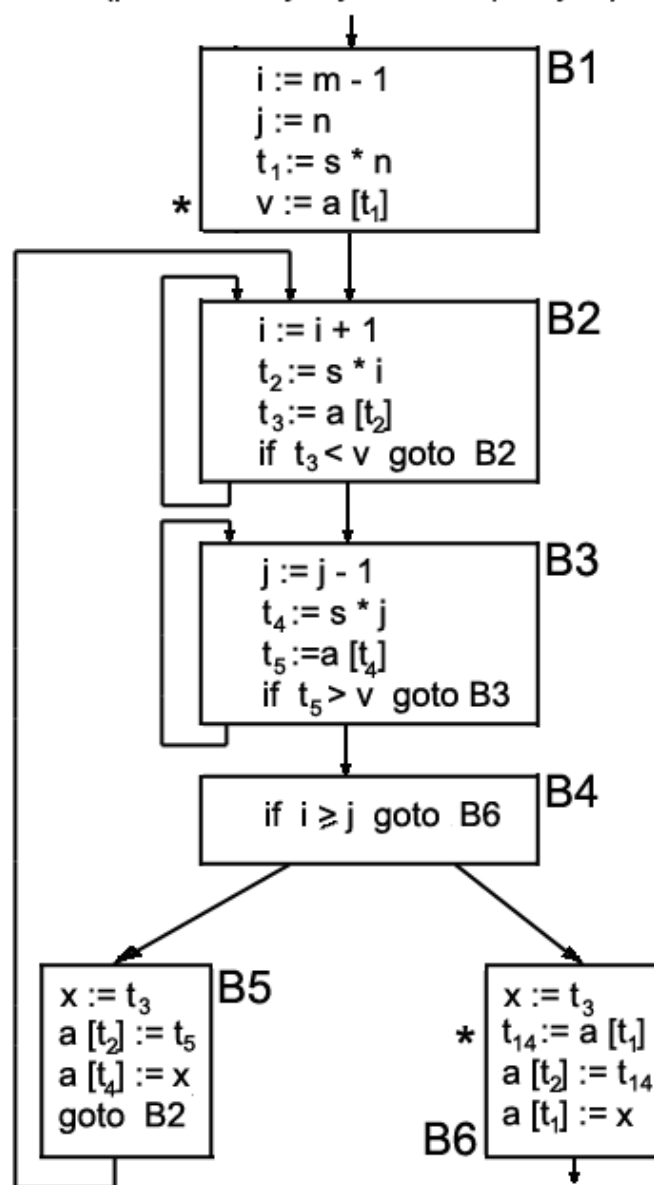 B1
i := m - 1
j := n
t₁ := s * n
* v := a [t₁]
B2
i := i + 1
t₂ := s * i
t₃ := a [t₂]
if t₃ < v goto B2
B3
j := j - 1
t₄ := s * j
t₅ :=a [t₄]
if t₅ > v goto B3
B4
if i ⩾ j goto B6
B5
x := t₃
a [t₂] := t₅
a [t₄] := x
goto B2
x := t₃
* t₁₄ := a [t₁]
a [t₂] := t₁₄
a [t₁] := x
B6